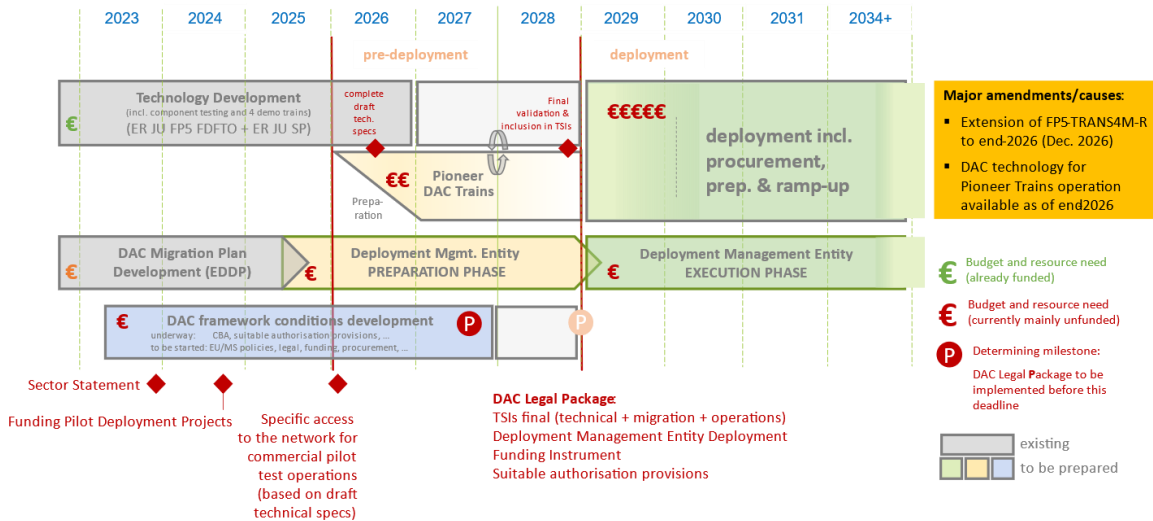 2023
2024
2025
2026
2027
2028
2029
2030
2031
2034+
pre-deployment
deployment
Technology Development
(incl. component testing and 4 demo trains)
(ER JU FP5 FDFTO + ER JU SP)
€
complete
draft
tech.
specs
Final
validation &
inclusion in TSIs
€€€€€
deployment incl.
procurement,
prep. & ramp-up
€€
Pioneer
DAC Trains
Prepa-
ration
Major amendments/causes:
▪ Extension of FP5-TRANS4M-R
to end-2026 (Dec. 2026)
▪ DAC technology for
Pioneer Trains operation
available as of end2026
€
DAC Migration Plan
Development (EDDP)
€
Deployment Mgmt. Entity
PREPARATION PHASE
€
Deployment Management Entity
EXECUTION PHASE
€
DAC framework conditions development
underway: CBA, suitable authorisation provisions, ...
to be started: EU/MS policies, legal, funding, procurement, ...
P
P
€ Budget and resource need
(already funded)
€ Budget and resource need
(currently mainly unfunded)
P Determining milestone:
DAC Legal Package to be
implemented before this
deadline
existing
to be prepared
Sector Statement
Funding Pilot Deployment Projects
Specific access
to the network for
commercial pilot
test operations
(based on draft
technical specs)
DAC Legal Package:
TSIs final (technical + migration + operations)
Deployment Management Entity Deployment
Funding Instrument
Suitable authorisation provisions